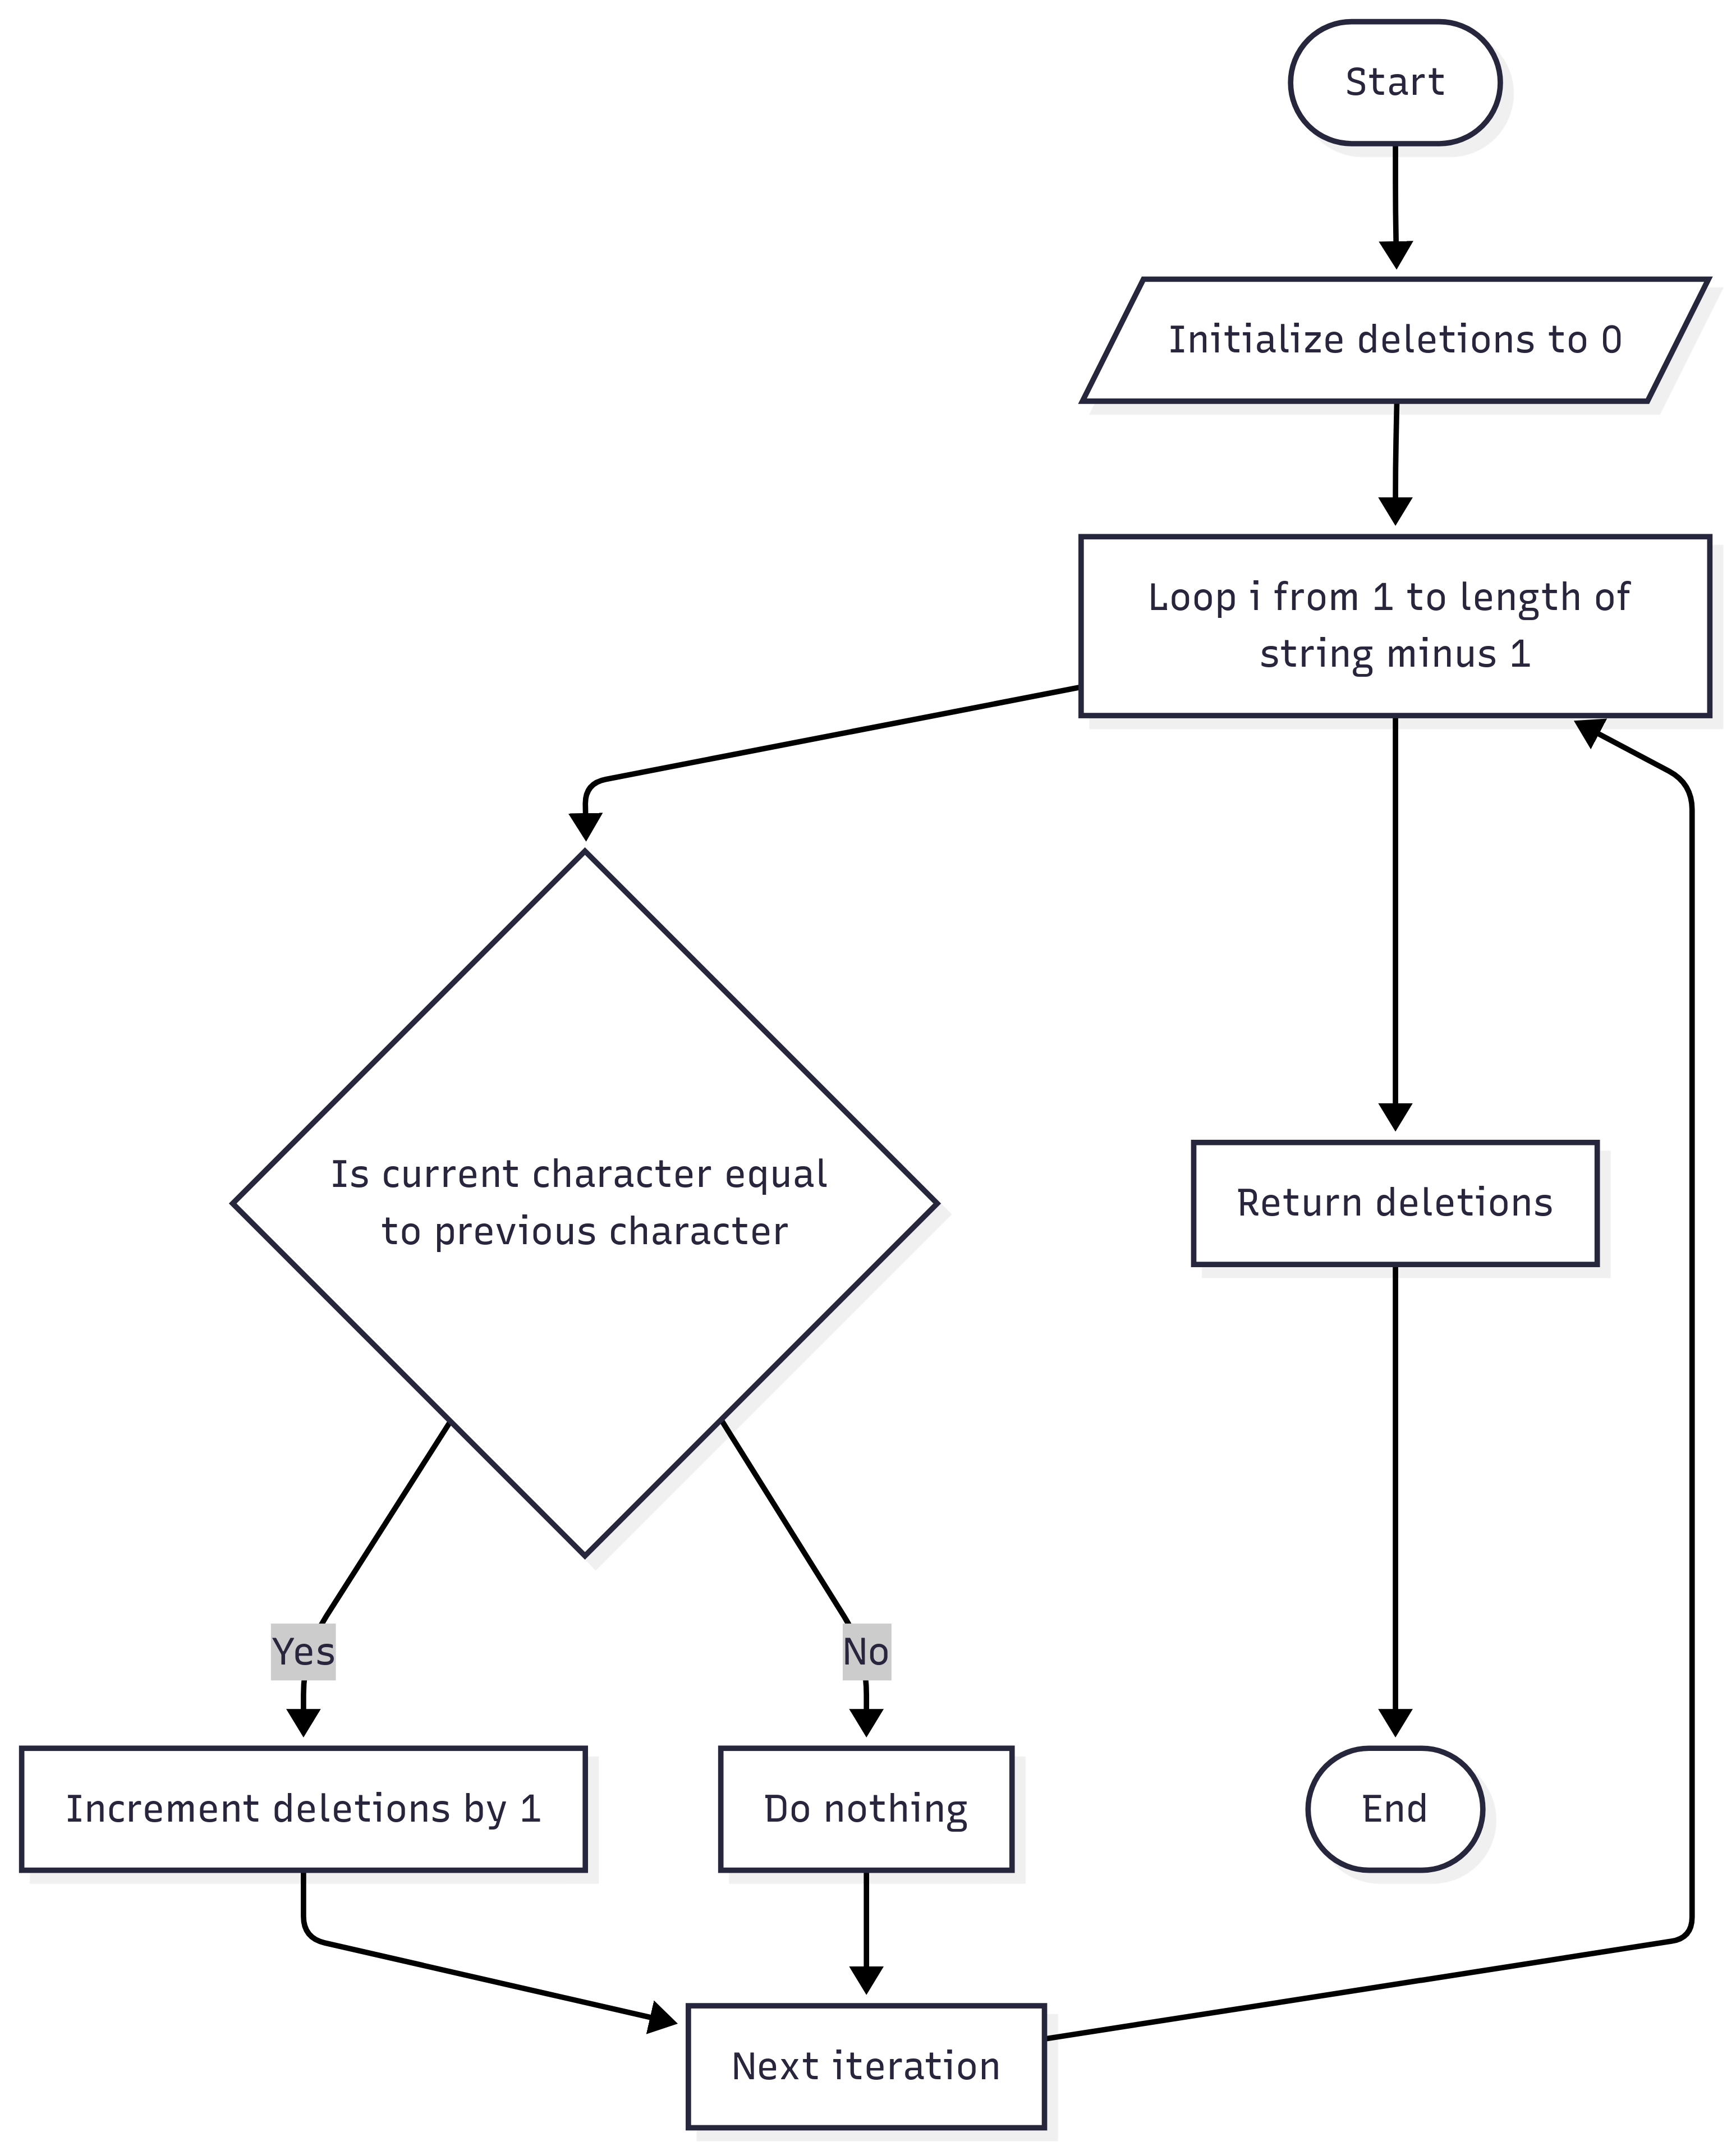 Start
Initialize deletions to 0
Loop i from 1 to length of
string minus 1
Is current character equal
to previous character
Return deletions
Yes
No
Increment deletions by 1
Do nothing
End
Next iteration